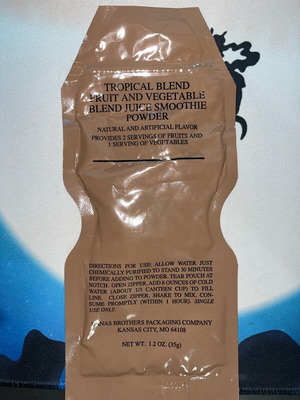 TROPICAL BLEND
FRUIT AND VEGETABLE
BLEND JUICE SMOOTHIE
POWDER
NATURAL AND ARTIFICIAL FLAVOR
PROVIDES 2 SERVINGS OF FRUITS AND
1 SERVING OF VEGETABLES
DIRECTIONS FOR USE: ALLOW WATER JUST
CHEMICALLY PURIFIED TO STAND 30 MINUTES
BEFORE ADDING TO POWDER. TEAR POUCH AT
NOTCH. OPEN ZIPPER, ADD 8 OUNCES OF COLD
WATER (ABOUT 1/3 CANTEEN CUP) TO FILL
LINE. CLOSE ZIPPER, SHAKE TO MIX. CON-
SUME PROMPTLY (WITHIN 1 HOUR). SINGLE
USE ONLY.
BROTHERS PACKAGING COMPANY
KANSAS CITY, MO 64108
NET WT. 1.2 OZ. (35g)